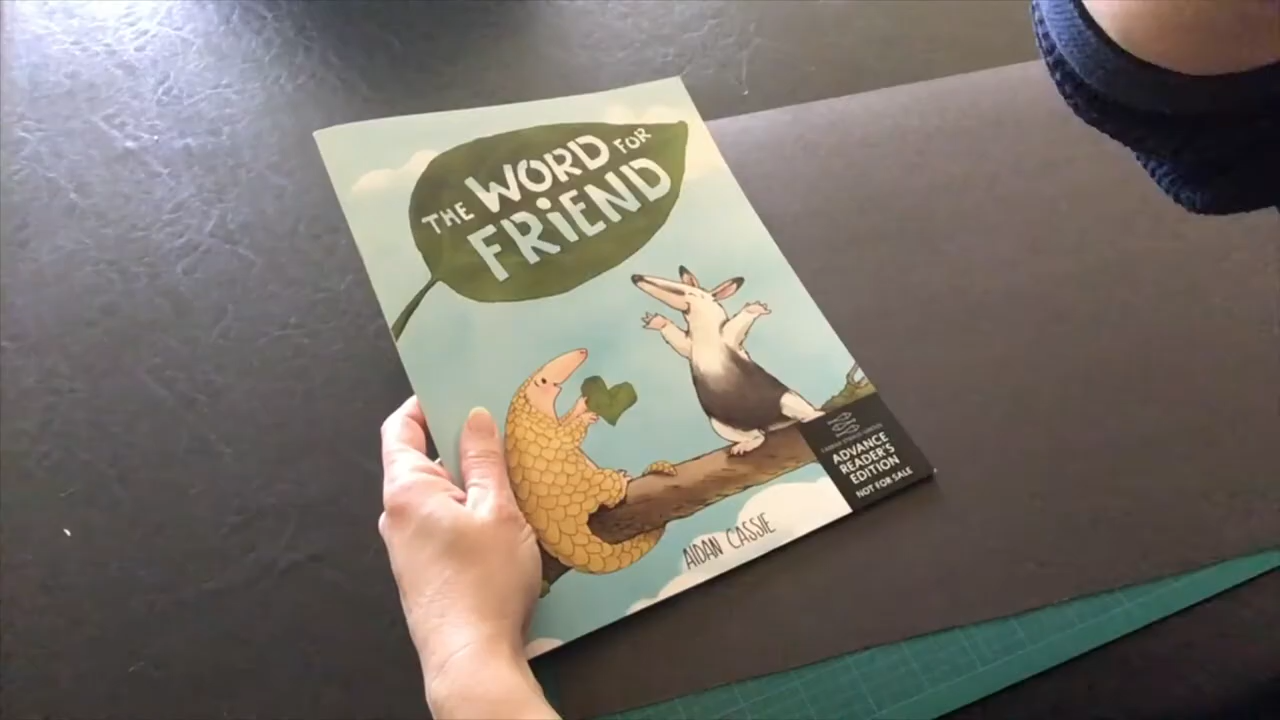 THE WORD FOR
FRiEND
ADVANCE
READER'S
EDITION
NOT FOR SALE
AIDAN CASSIE